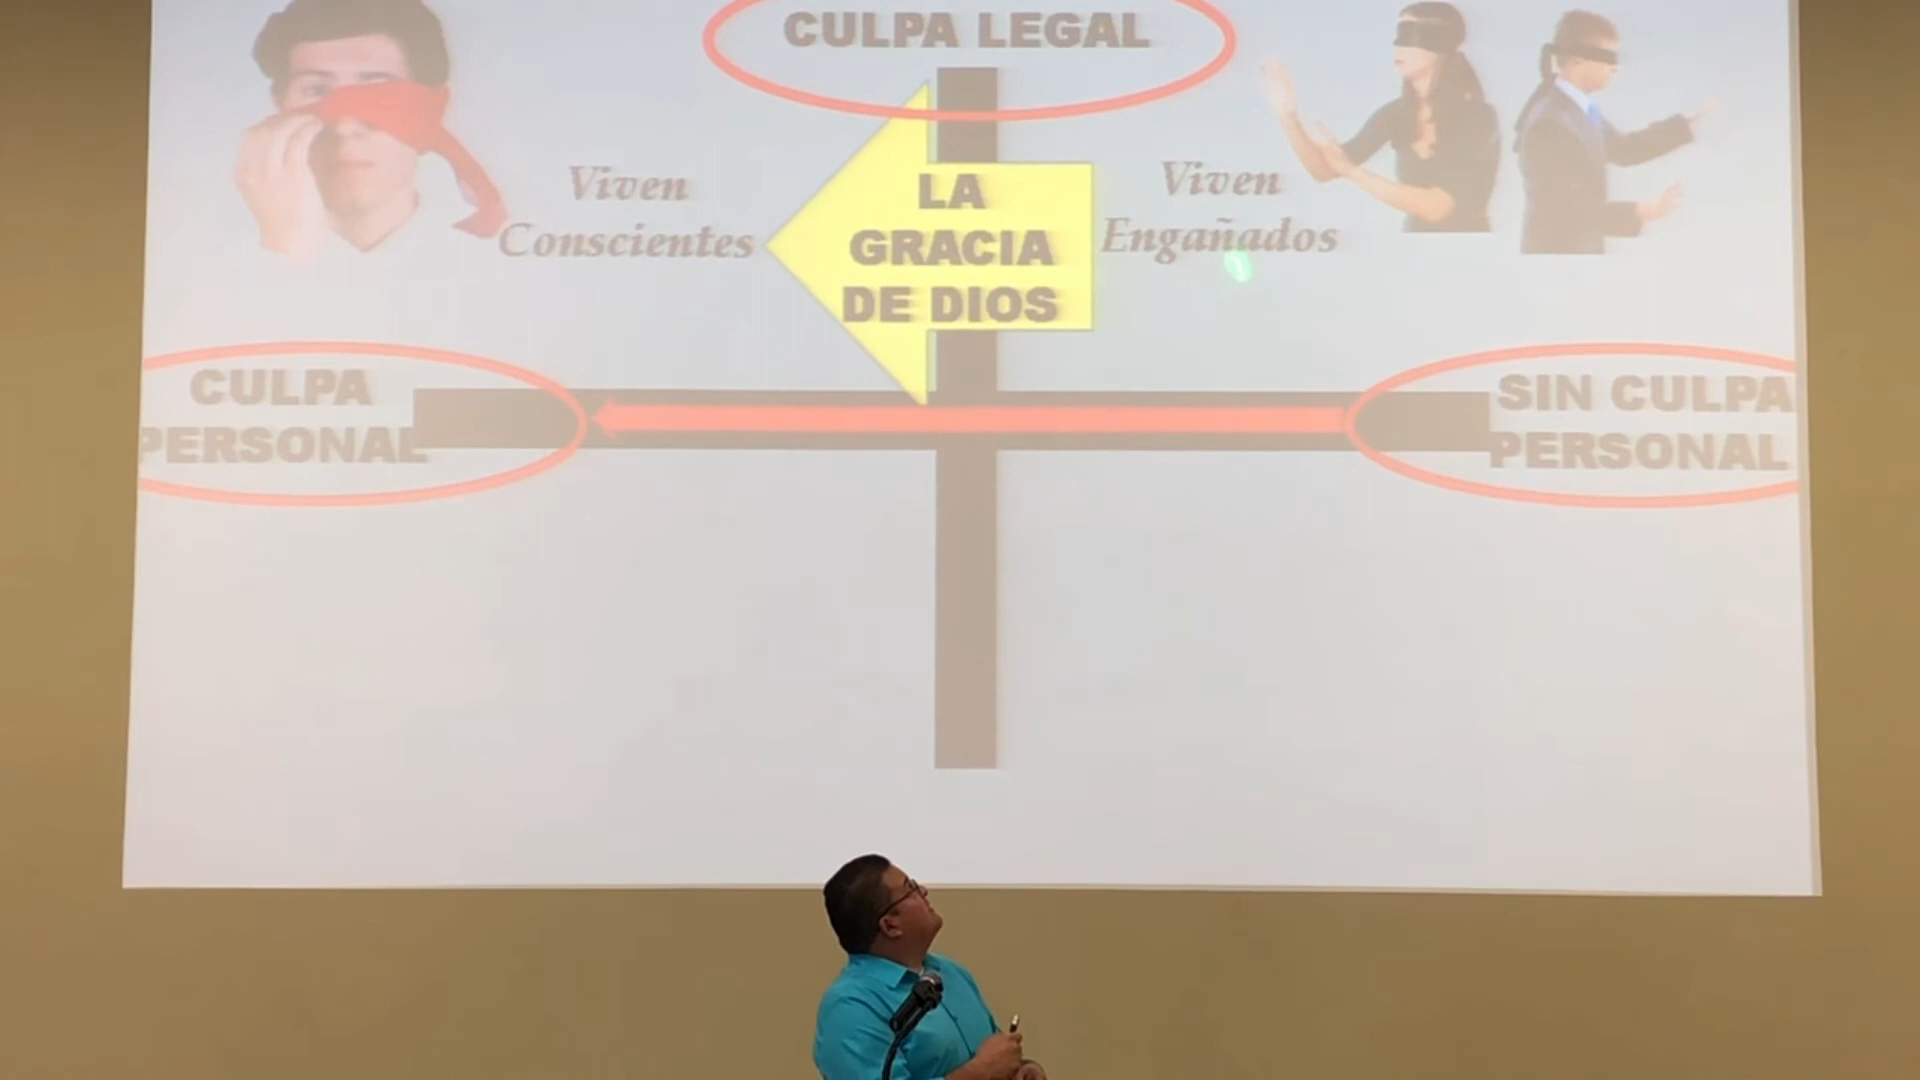 CULPA LEGAL
Viven
Conscientes
LA
GRACIA
DE DIOS
Viven
Engañados
CULPA
PERSONAL
SIN CULPA
PERSONAL